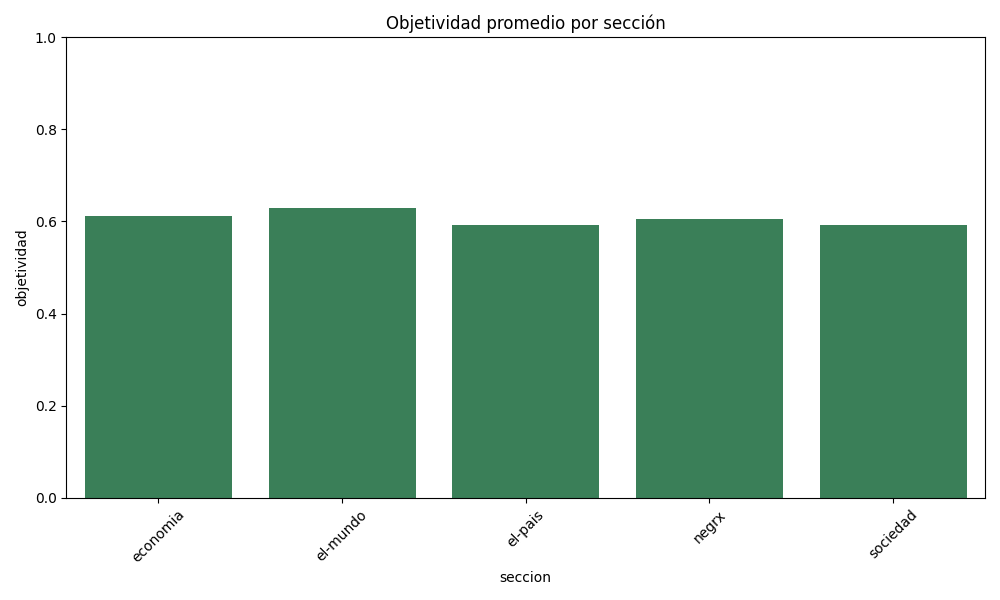 Objetividad promedio por sección
1.0
0.8
0.6
0.4
0.2
0.0
objetividad
economia
el-mundo
el-pais
negrx
sociedad
seccion